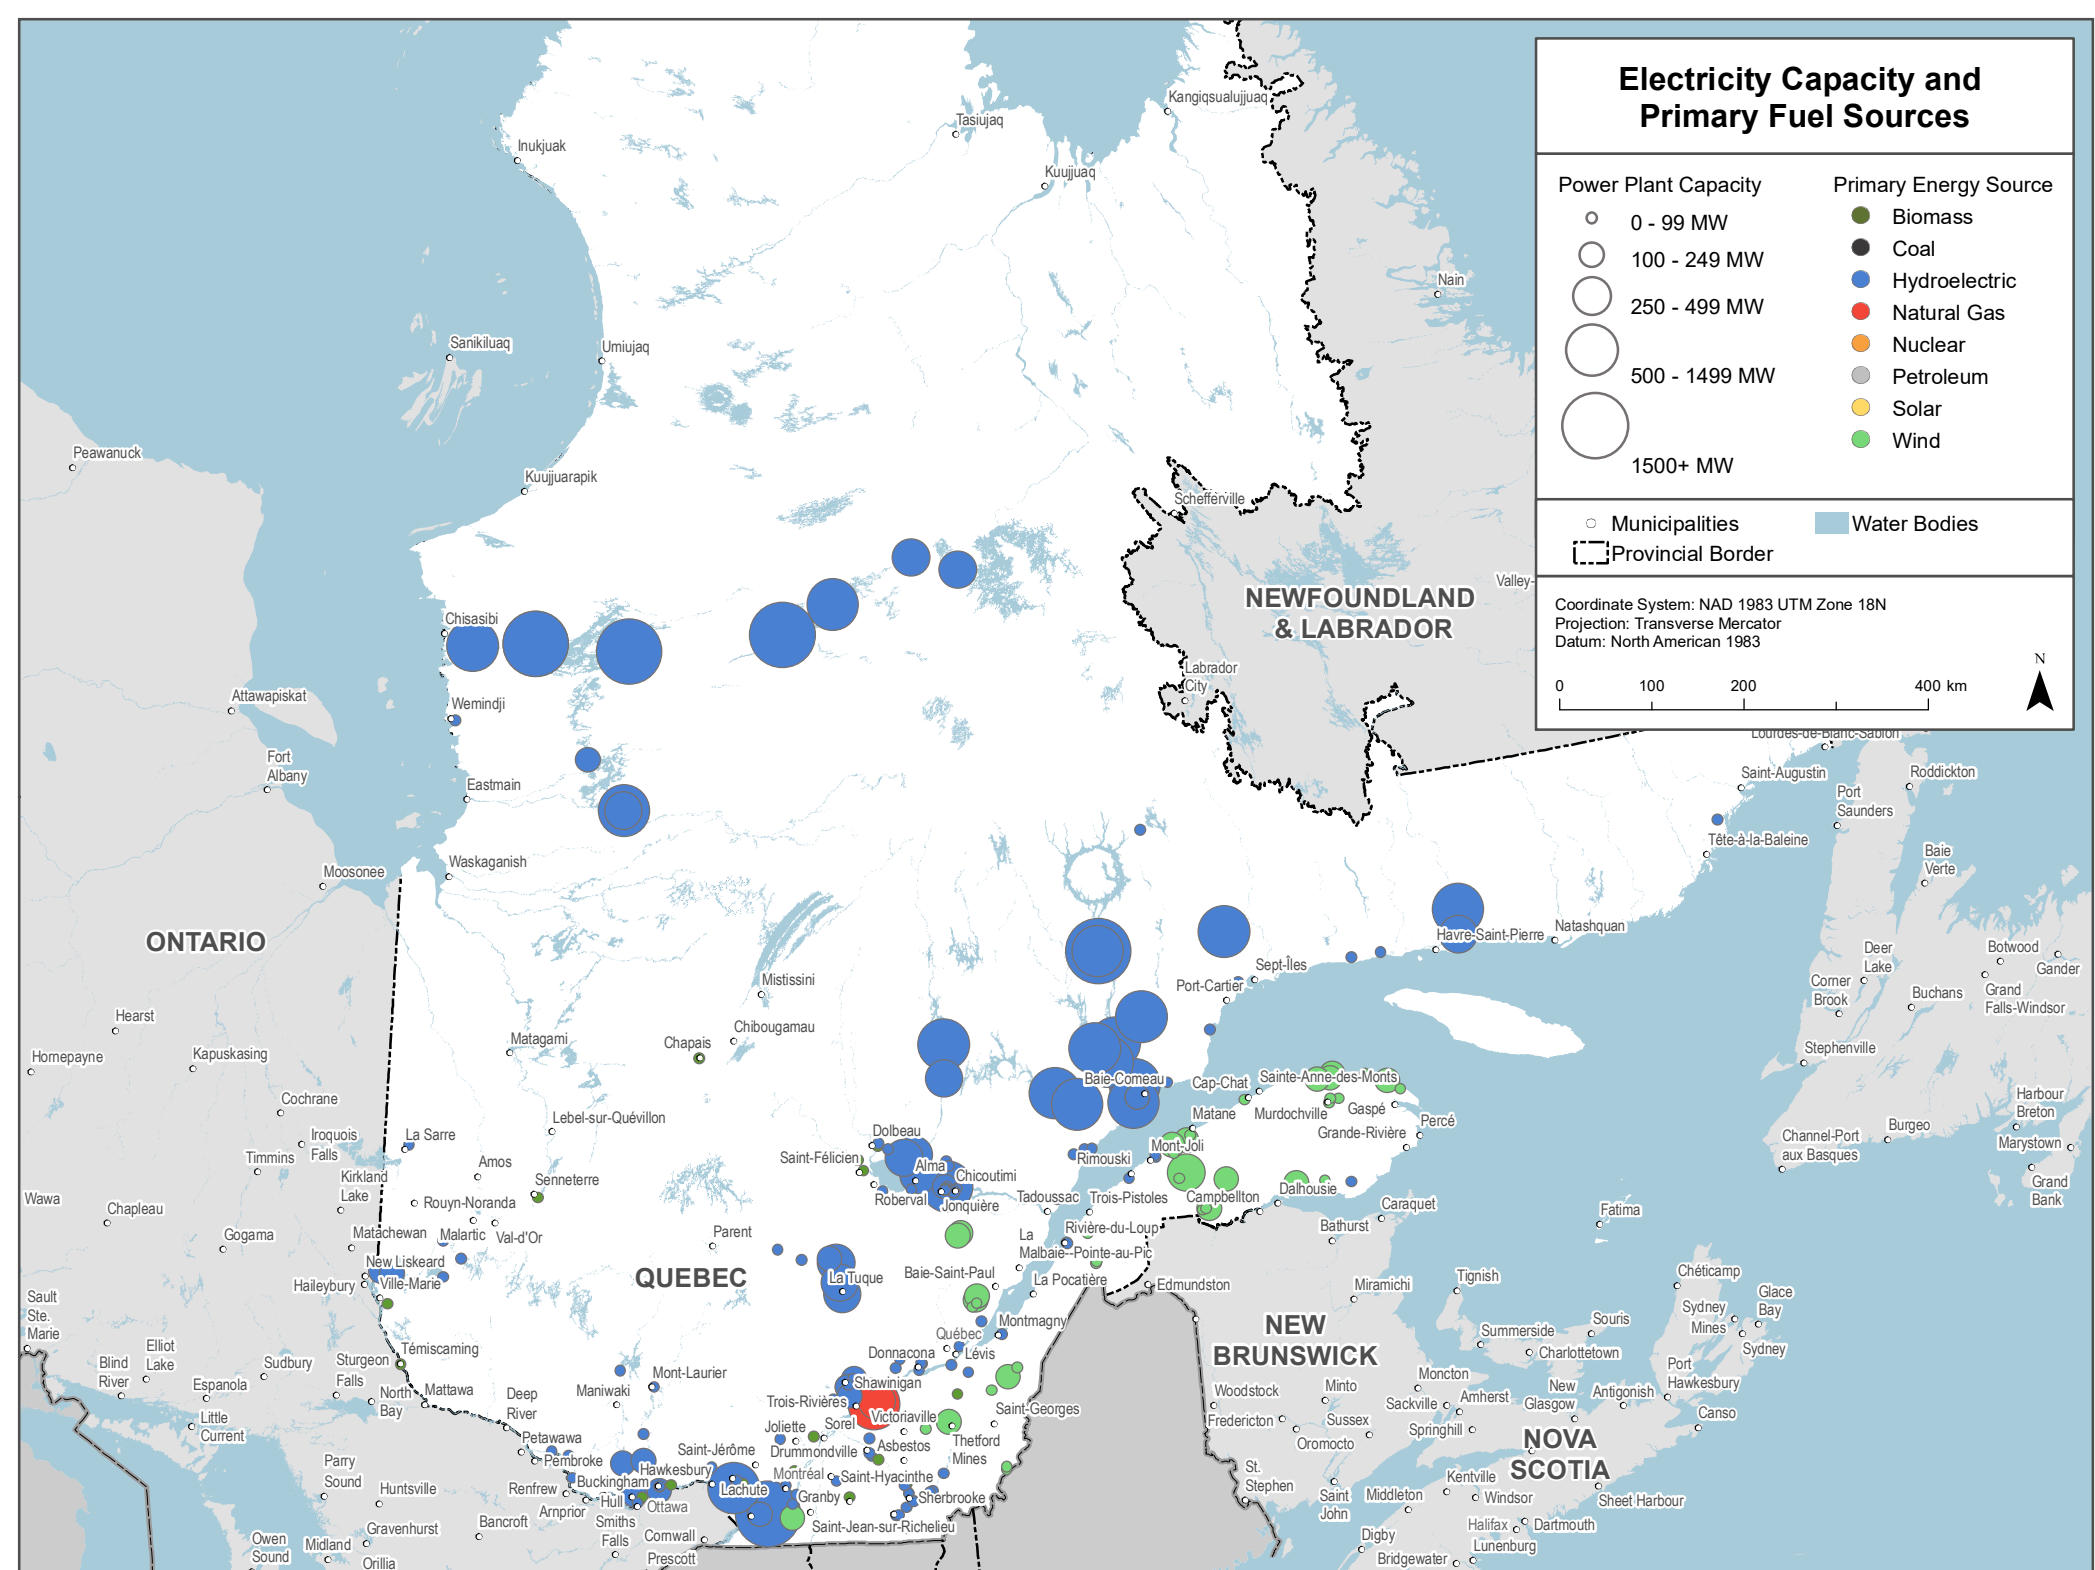 Electricity Capacity and
Primary Fuel Sources
Power Plant Capacity
0 - 99 MW
100 - 249 MW
250 - 499 MW
500 - 1499 MW
1500+ MW
Primary Energy Source
Biomass
Coal
Hydroelectric
Natural Gas
Nuclear
Petroleum
Solar
Wind
Municipalities
Water Bodies
Provincial Border
Coordinate System: NAD 1983 UTM Zone 18N
Projection: Transverse Mercator
Datum: North American 1983
0 100 200 400 km
N
Kangiqsualujjuaq
Tasiujaq
Inukjuak
Kuujjuaq
Nain
Sanikiluaq
Umiujaq
Peawanuck
Kuujjuarapik
Schefferville
Valley-
NEWFOUNDLAND
& LABRADOR
Chisasibi
Labrador
City
Attawapiskat
Wemindji
Lourdes-de-Blanc-Sablon
Fort
Albany
Eastmain
Saint-Augustin
Roddickton
Port
Saunders
Tête-à-la-Baleine
Baie
Verte
Waskaganish
Moosonee
ONTARIO
Havre-Saint-Pierre
Natashquan
Deer
Lake
Botwood
Gander
Sept-Îles
Port-Cartier
Mistissini
Corner
Brook
Buchans
Grand
Falls-Windsor
Hearst
Chibougamau
Matagami
Chapais
Hornepayne
Kapuskasing
Stephenville
Baie-Comeau
Cap-Chat
Sainte-Anne-des-Monts
Cochrane
Lebel-sur-Quévillon
Matane
Murdochville
Gaspé
Percé
Grande-Rivière
Harbour
Breton
Burgeo
Marystown
Channel-Port
aux Basques
Grand
Bank
La Sarre
Iroquois
Falls
Timmins
Dolbeau
Mont-Joli
Rimouski
Saint-Félicien
Alma
Chicoutimi
Amos
Kirkland
Lake
Senneterre
Roberval
Jonquière
Tadoussac
Trois-Pistoles
Campbellton
Dalhousie
Caraquet
Wawa
Chapleau
Rouyn-Noranda
Fatima
Bathurst
Gogama
Matachewan
Malartic
Val-d'Or
Parent
La
Malbaie--Pointe-au-Pic
Rivière-du-Loup
New Liskeard
Haileybury
Ville-Marie
QUEBEC
La Tuque
Baie-Saint-Paul
La Pocatière
Edmundston
Miramichi
Tignish
Chéticamp
Glace
Bay
Sydney
Mines
Sydney
Sault
Ste.
Marie
Montmagny
Québec
Lévis
Donnacona
NEW
BRUNSWICK
Summerside
Souris
Charlottetown
Port
Hawkesbury
Elliot
Lake
Blind
River
Sudbury
Espanola
Sturgeon
Falls
Témiscaming
North
Bay
Mattawa
Deep
River
Maniwaki
Mont-Laurier
Shawinigan
Trois-Rivières
Saint-Georges
Woodstock
Minto
Moncton
Amherst
Sackville
New
Glasgow
Antigonish
Canso
Little
Current
Joliette
Sorel
Victoriaville
Fredericton
Sussex
Oromocto
Springhill
Petawawa
Pembroke
Saint-Jérôme
Drummondville
Asbestos
Thetford
Mines
NOVA
SCOTIA
Parry
Sound
Huntsville
Renfrew
Arnprior
Buckingham
Hawkesbury
Hull
Ottawa
Lachute
Montréal
Saint-Hyacinthe
Granby
Sherbrooke
St.
Stephen
Saint
John
Kentville
Middleton
Windsor
Sheet Harbour
Smiths
Falls
Bancroft
Gravenhurst
Saint-Jean-sur-Richelieu
Owen
Sound
Midland
Orillia
Cornwall
Prescott
Halifax
Dartmouth
Digby
Lunenburg
Bridgewater